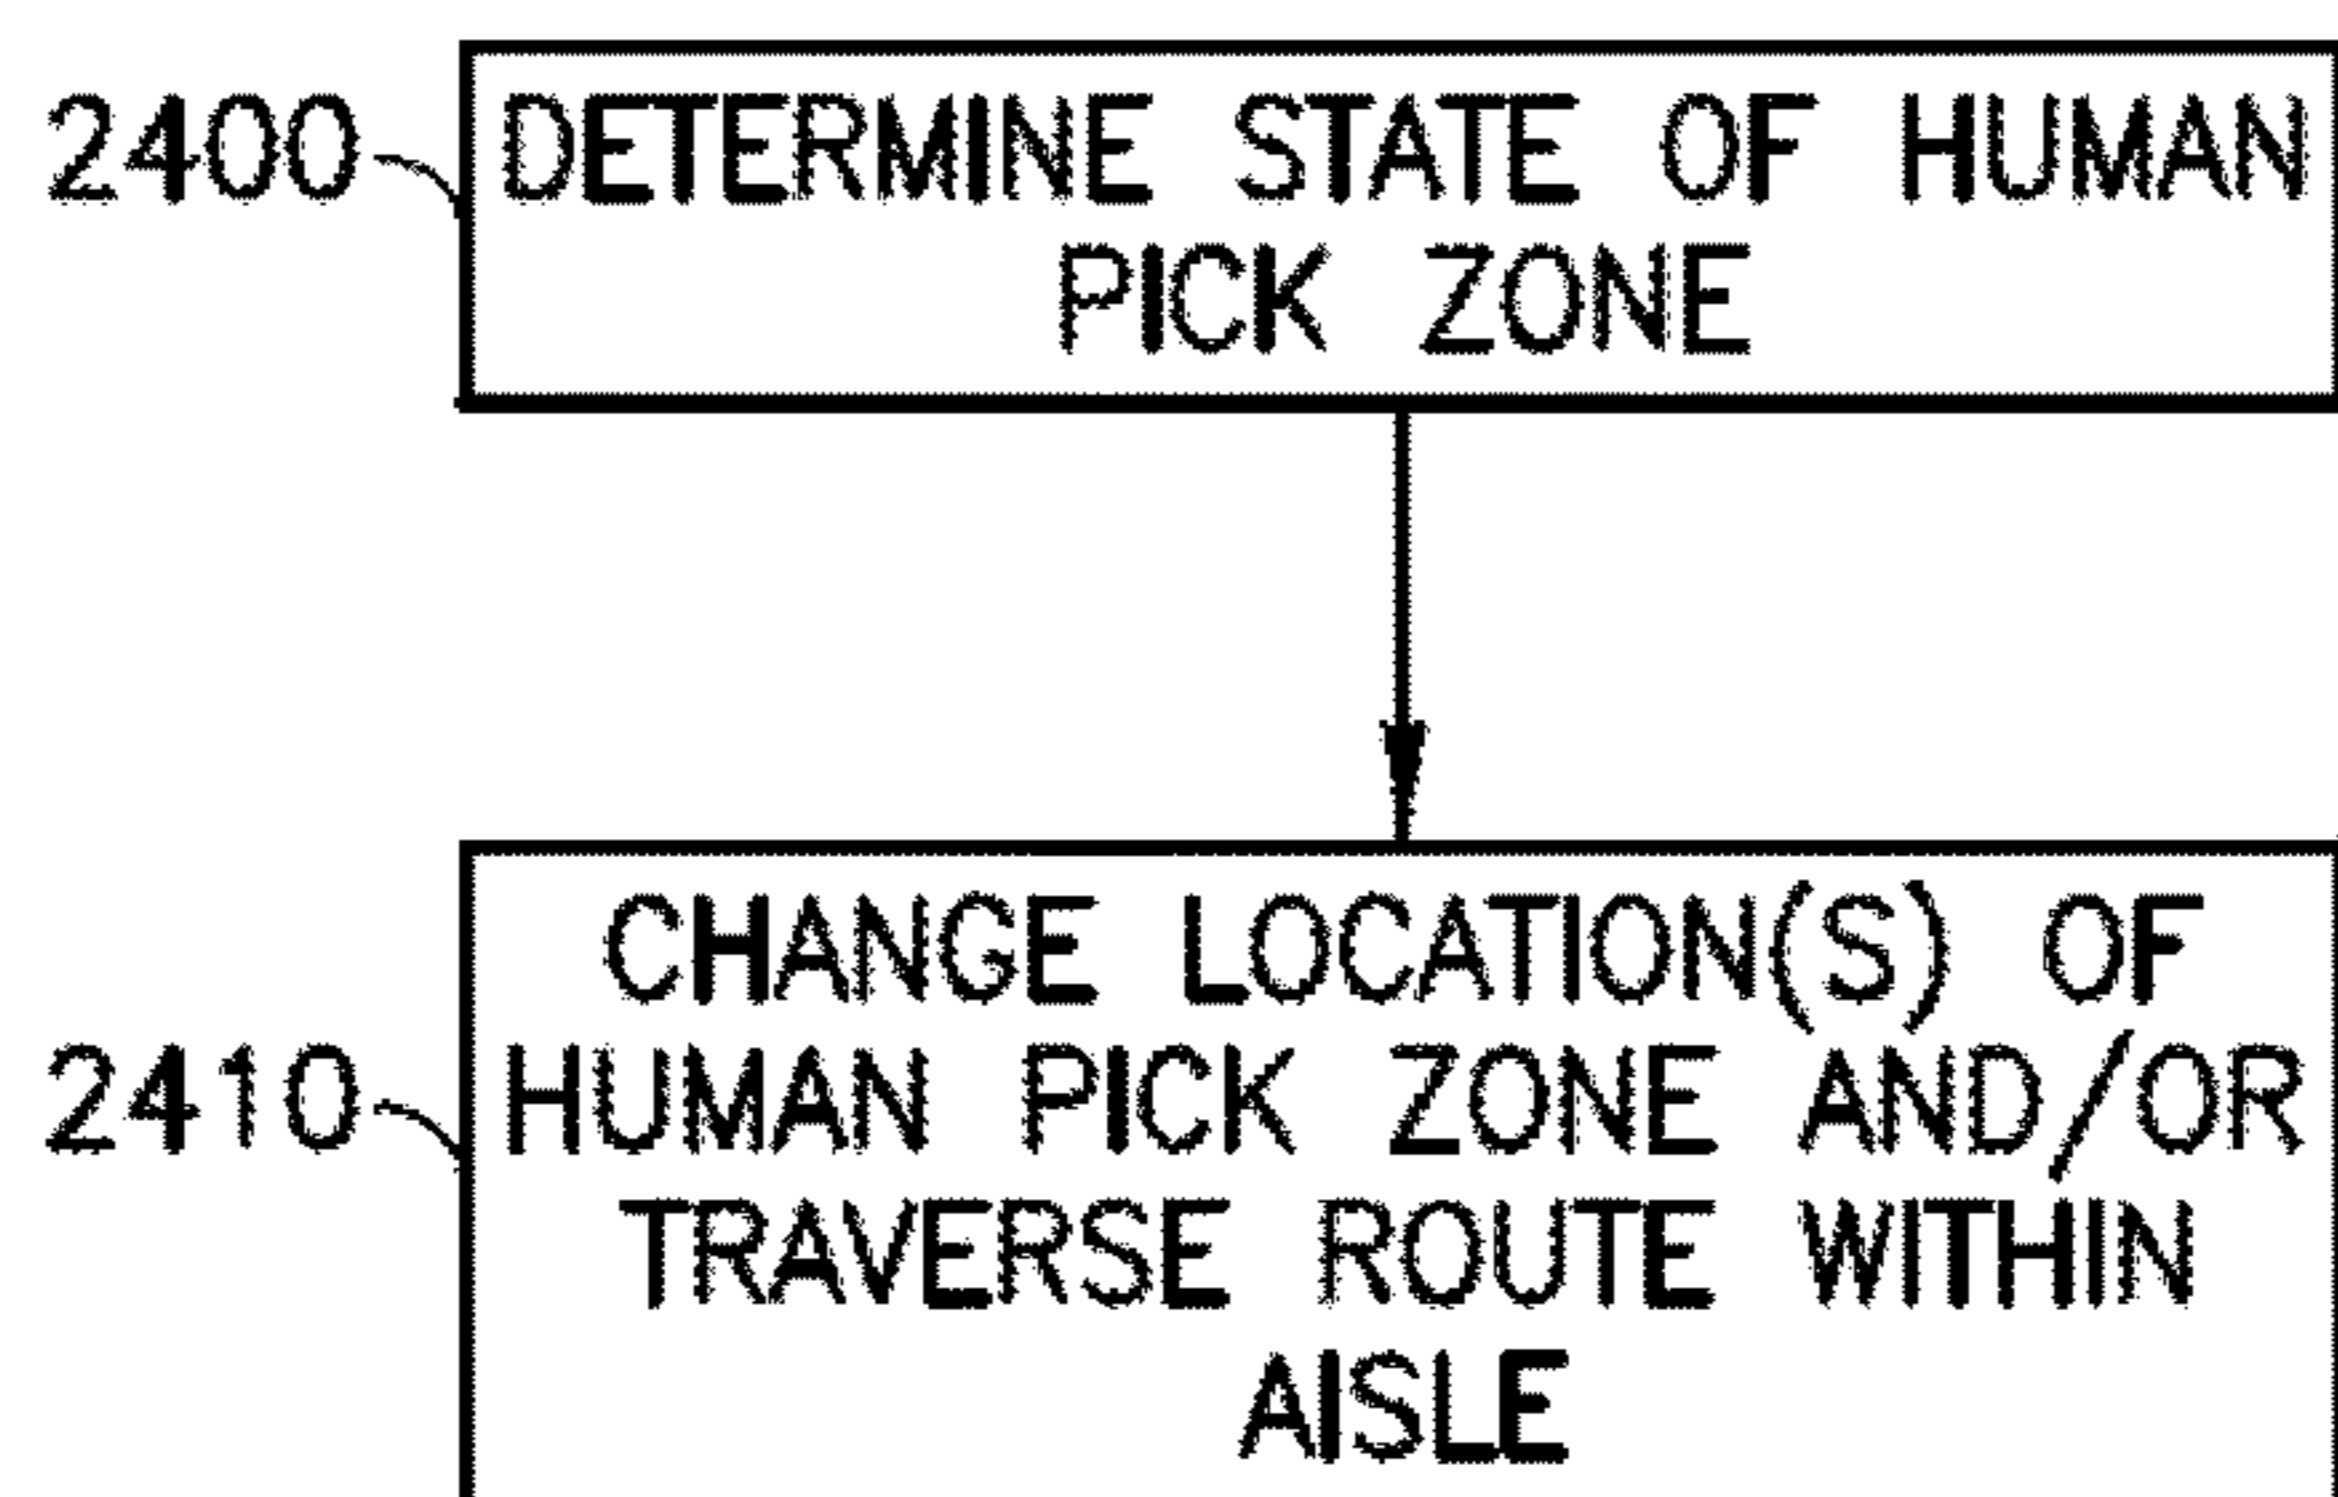 2400
DETERMINE STATE OF HUMAN
PICK ZONE
CHANGE LOCATION(S) OF
2410
HUMAN PICK ZONE AND/OR
TRAVERSE ROUTE WITHIN
AISLE